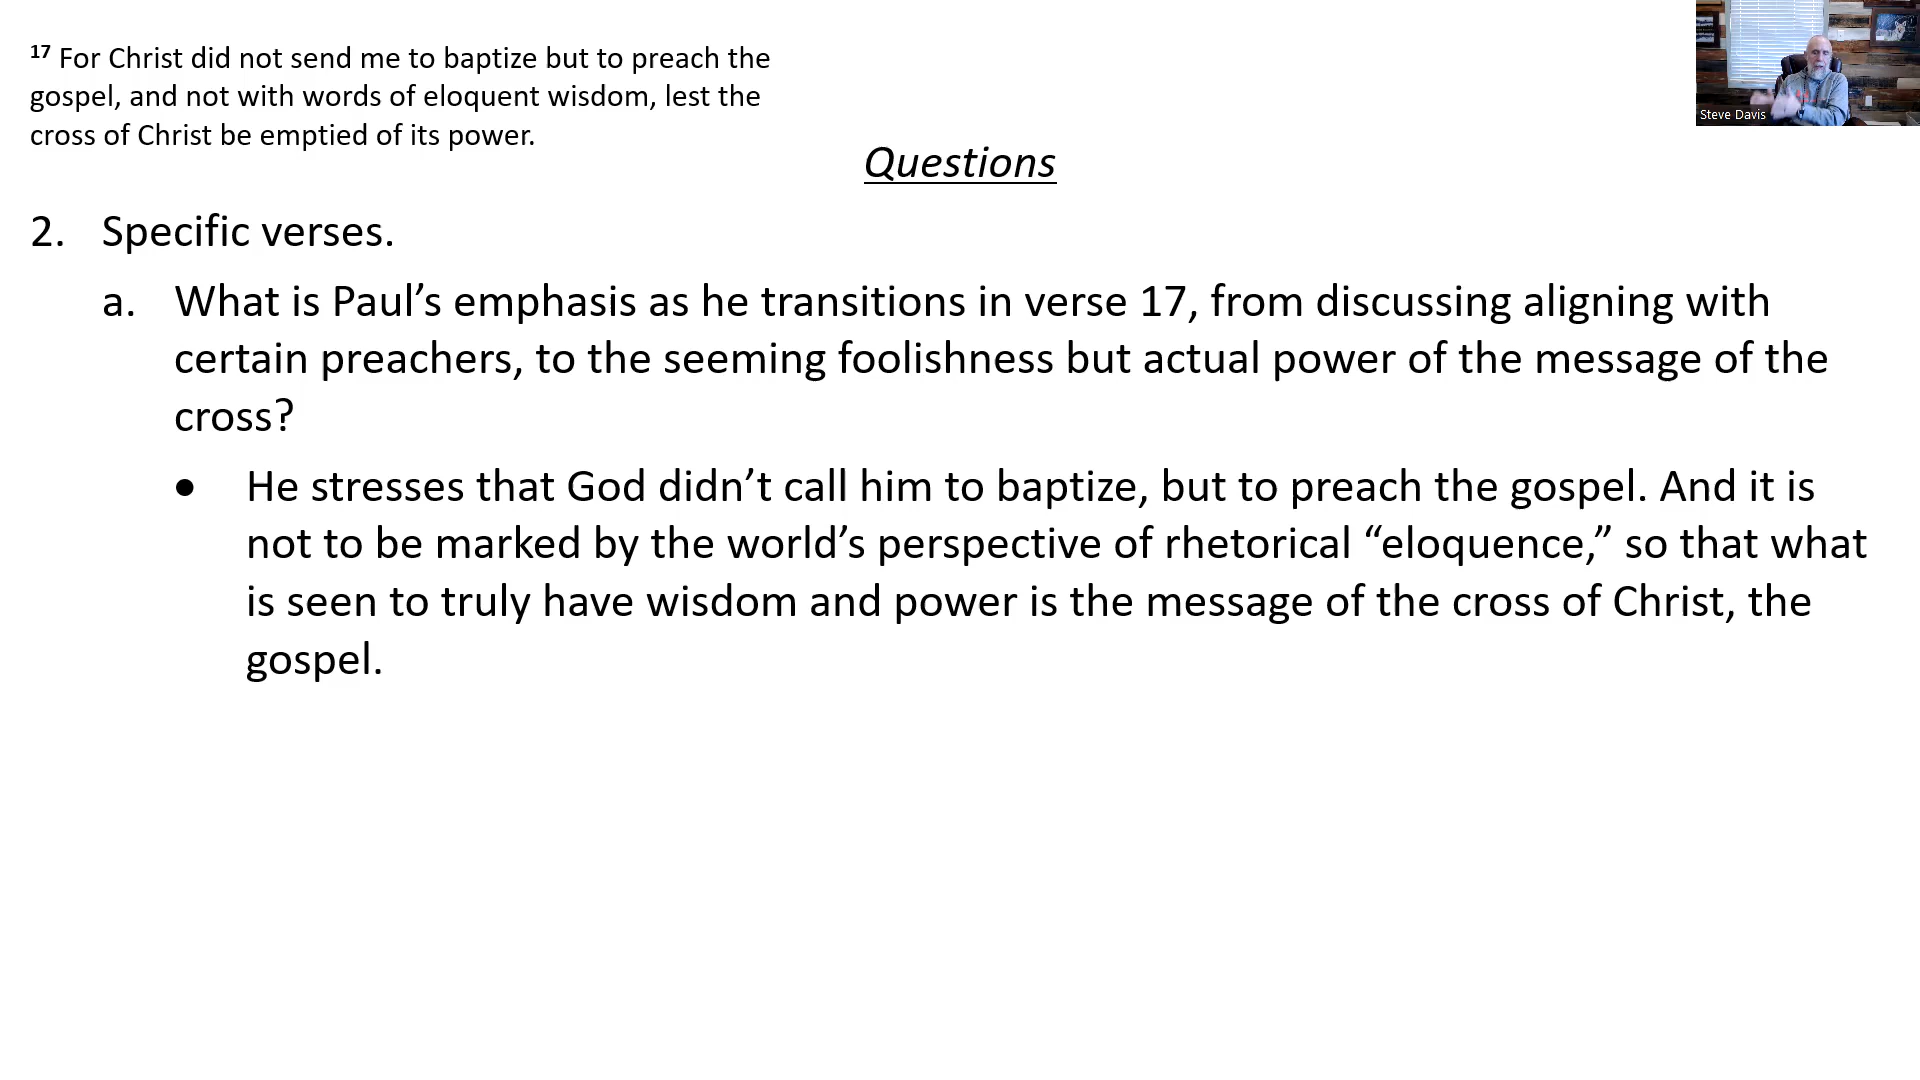 17 For Christ did not send me to baptize but to preach the
gospel, and not with words of eloquent wisdom, lest the
cross of Christ be emptied of its power.
Steve Davis
Questions
2. Specific verses.
a. What is Paul’s emphasis as he transitions in verse 17, from discussing aligning with
certain preachers, to the seeming foolishness but actual power of the message of the
cross?
• He stresses that God didn’t call him to baptize, but to preach the gospel. And it is
not to be marked by the world’s perspective of rhetorical “eloquence,” so that what
is seen to truly have wisdom and power is the message of the cross of Christ, the
gospel.